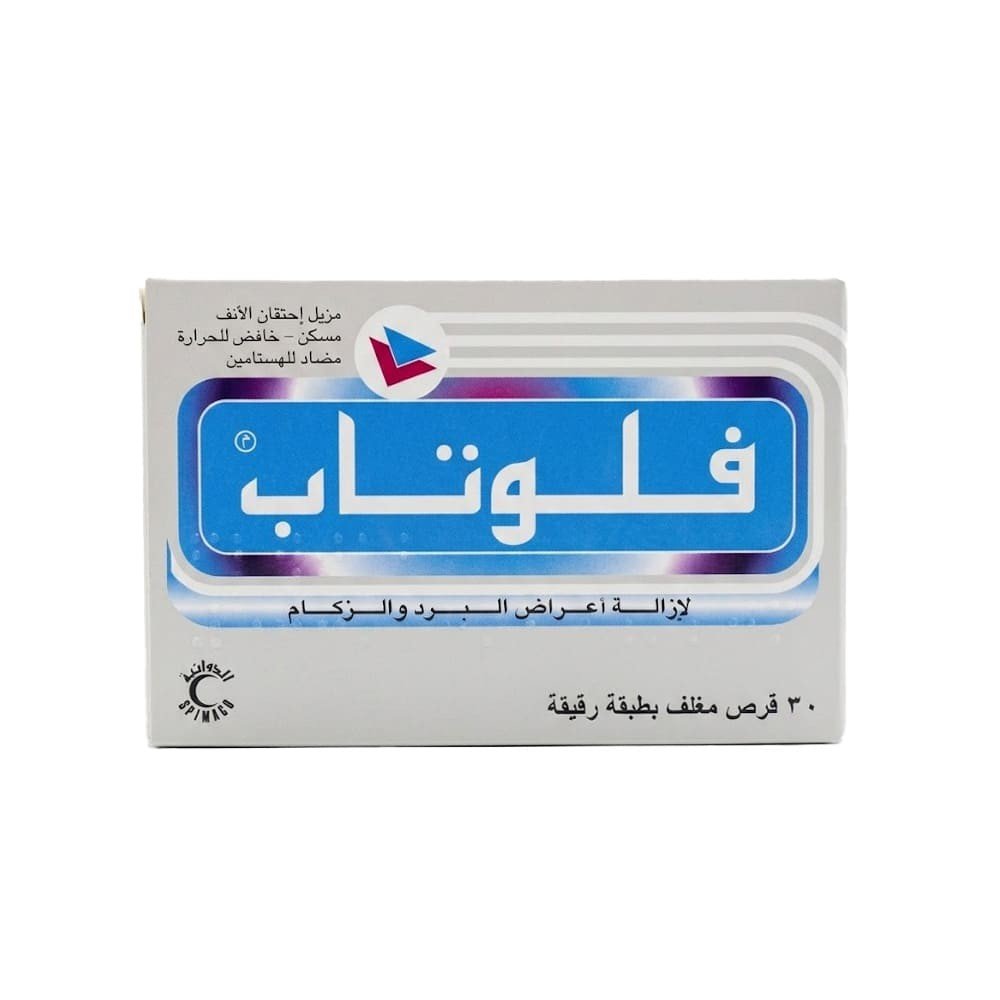 مزيل إحتقان الأنف
مسكن - خافض للحرارة
مضاد للهستامين
فلوتاب م
لإزالة أعراض البرد والزكام
٣٠ قرص مغلف بطبقة رقيقة
الدوائية
SPIMACO